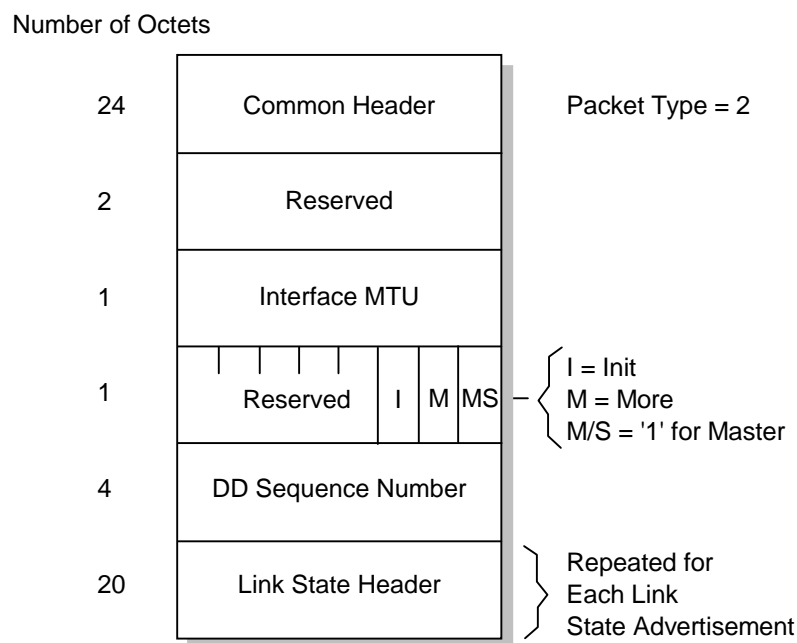 Number of Octets
24 Common Header Packet Type = 2
2 Reserved
1 Interface MTU
1 Reserved I M MS
I = Init
M = More
M/S = '1' for Master
4 DD Sequence Number
20 Link State Header
Repeated for
Each Link
State Advertisement